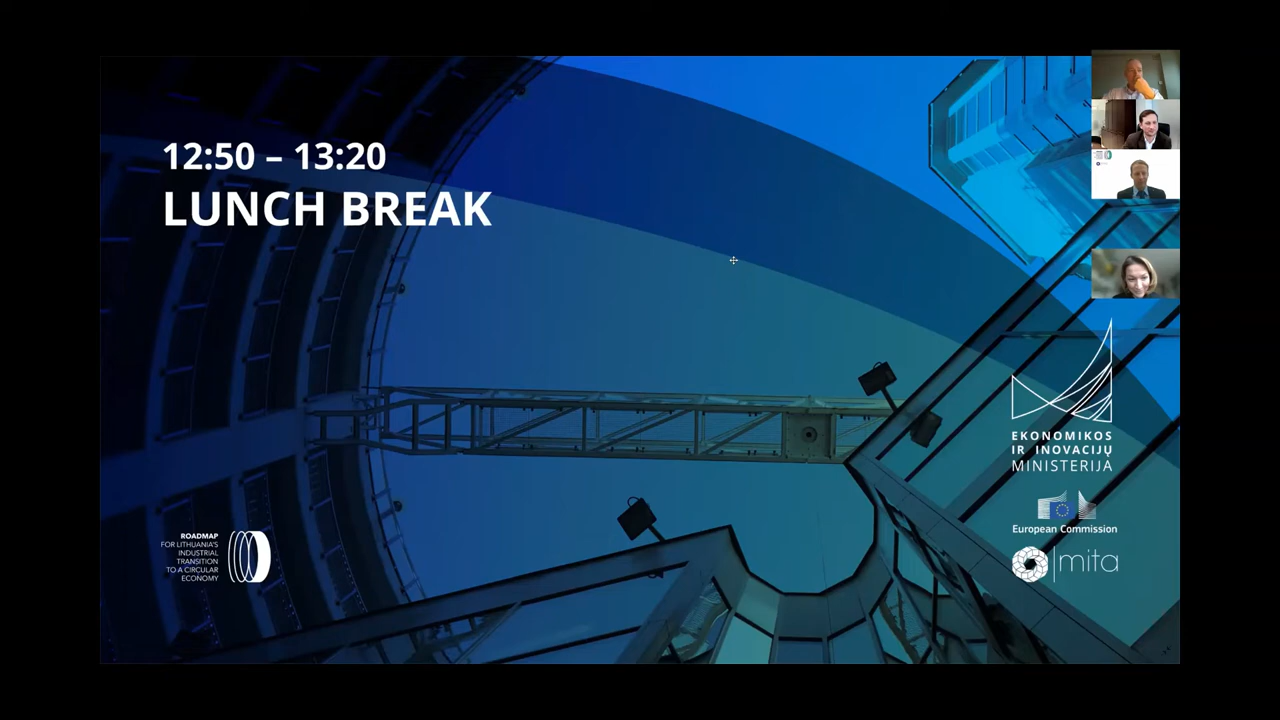 12:50 – 13:20
LUNCH BREAK
EKONOMIKOS
IR INOVACIJŲ
MINISTERIJA
European Commission
mita
ROADMAP
FOR LITHUANIA'S
INDUSTRIAL
TRANSITION
TO A CIRCULAR
ECONOMY